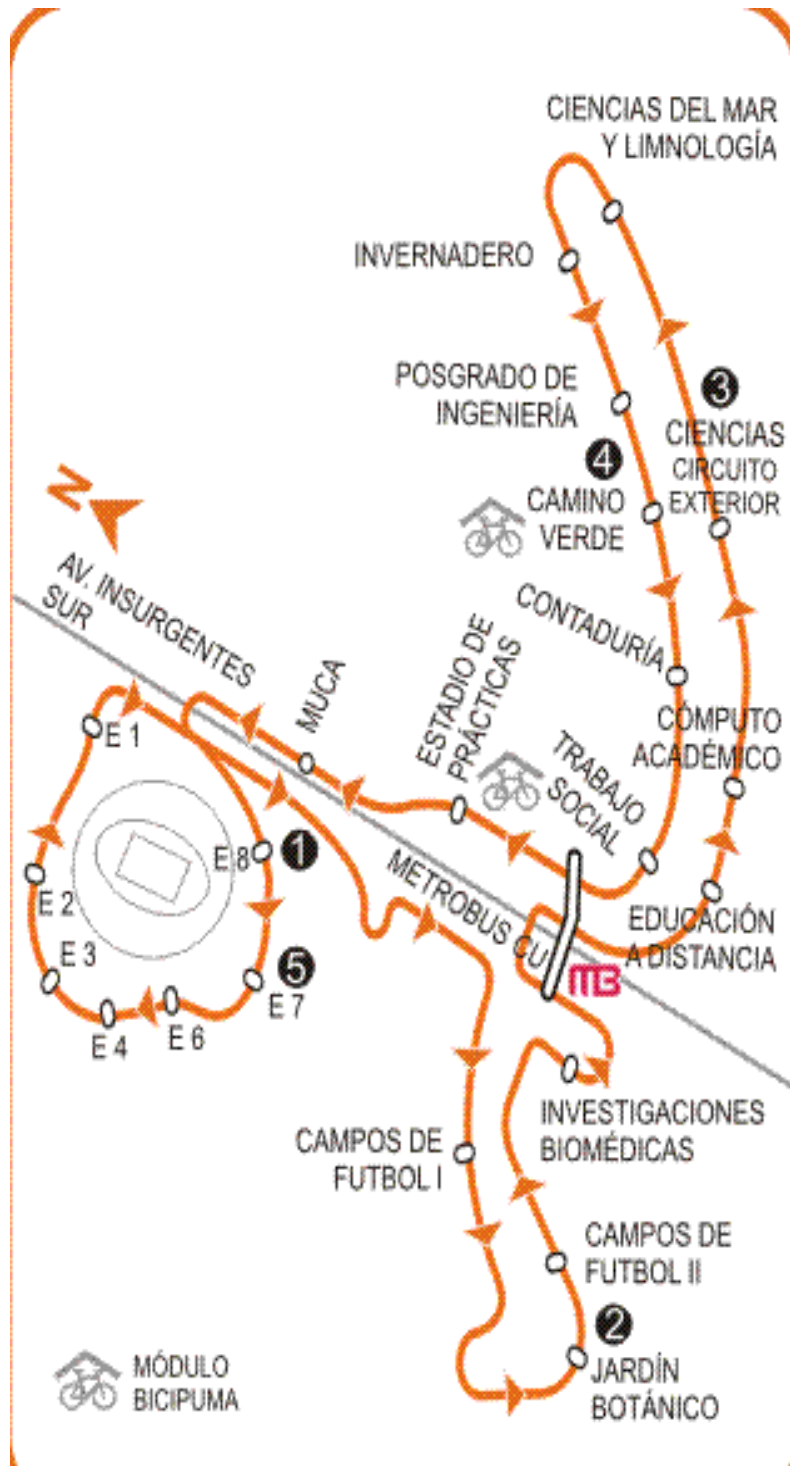 CIENCIAS DEL MAR
Y LIMNOLOGÍA
INVERNADERO
POSGRADO DE
INGENIERÍA
3
CIENCIAS
CIRCUITO
EXTERIOR
4
CAMINO
VERDE
N
AV. INSURGENTES
SUR
CONTADURÍA
MUCA
ESTADIO DE
PRÁCTICAS
CÓMPUTO
ACADÉMICO
TRABAJO
SOCIAL
E 1
E 8
1
E 2
METROBUS CU
MB
EDUCACIÓN
A DISTANCIA
E 3
5
E 7
E 4
E 6
INVESTIGACIONES
BIOMÉDICAS
CAMPOS DE
FUTBOL I
CAMPOS DE
FUTBOL II
2
JARDÍN
BOTÁNICO
MÓDULO
BICIPUMA